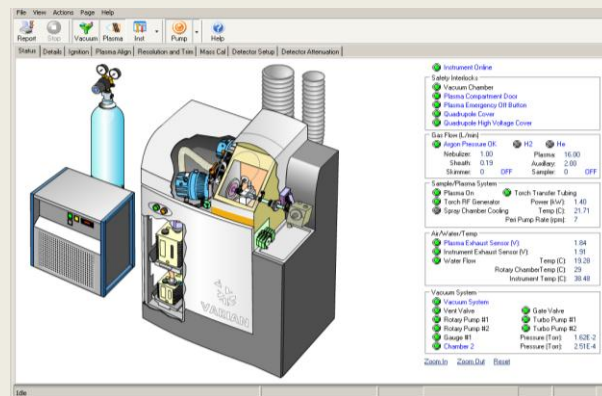 File View Actions Page Help
Report Stop Vacuum Plasma Inst. Pump Help
Status Details Ignition Plasma Align Resolution and Trim Mass Cal Detector Setup Detector Attenuation
Instrument Online
Safety Interlocks
Vacuum Chamber
Plasma Compartment Door
Plasma Emergency Off Button
Quadrupole Cover
Quadrupole High Voltage Cover
Gas Flow (L/min)
Argon Pressure OK H2 He
Nebulizer: 1.00 Plasma: 16.00
Sheath: 0.19 Auxiliary: 2.00
Skimmer: 0 OFF Sampler: 0 OFF
Sample/Plasma System
Plasma On Torch Transfer Tubing
Torch RF Generator Power (kW): 1.40
Spray Chamber Cooling Temp (C): 21.71
Peri Pump Rate (rpm): 7
Air/Water/Temp
Plasma Exhaust Sensor (V): 1.84
Instrument Exhaust Sensor (V): 1.91
Water Flow Temp (C): 19.20
Rotary Chamber Temp (C): 29
Instrument Temp (C): 38.48
Vacuum System
Vacuum System
Vent Valve Gate Valve
Rotary Pump #1 Turbo Pump #1
Rotary Pump #2 Turbo Pump #2
Gauge #1 Pressure (Torr): 1.62E-2
Chamber 2 Pressure (Torr): 2.51E-4
Zoom In Zoom Out Reset
VARIAN
Idle